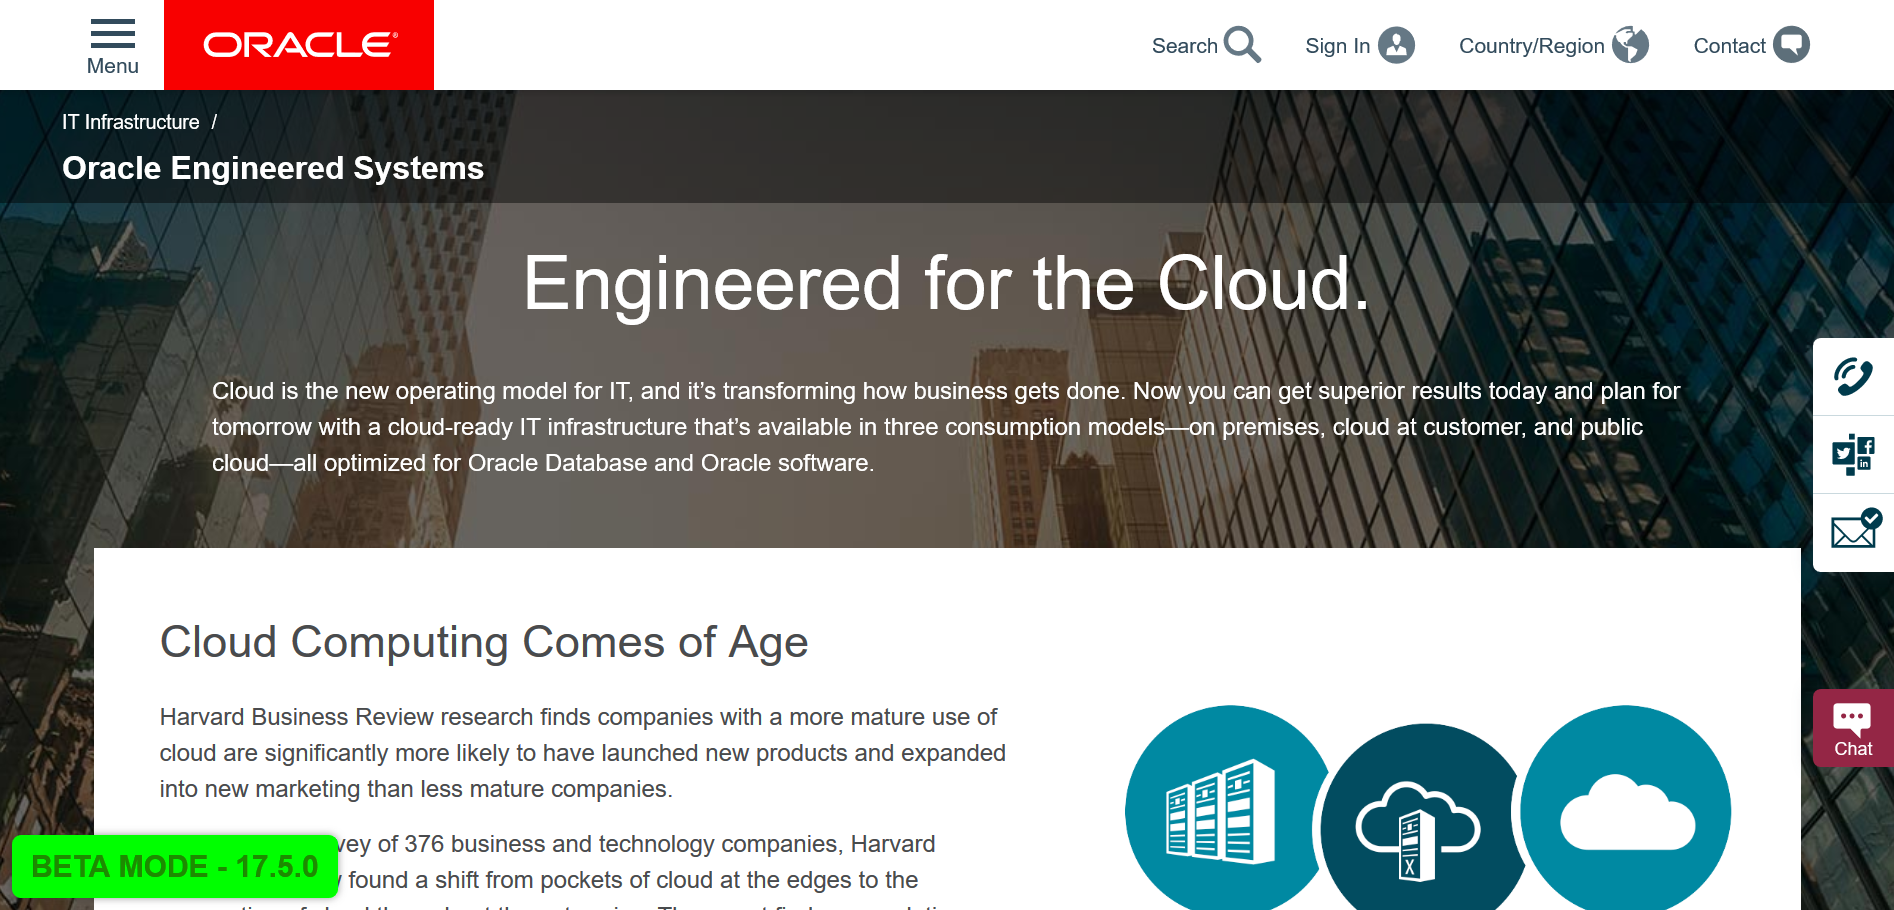 Menu
ORACLE
Search
Sign In
Country/Region
Contact
IT Infrastructure /
Oracle Engineered Systems
Engineered for the Cloud.
Cloud is the new operating model for IT, and it’s transforming how business gets done. Now you can get superior results today and plan for
tomorrow with a cloud-ready IT infrastructure that’s available in three consumption models—on premises, cloud at customer, and public
cloud—all optimized for Oracle Database and Oracle software.
Cloud Computing Comes of Age
Harvard Business Review research finds companies with a more mature use of
cloud are significantly more likely to have launched new products and expanded
into new marketing than less mature companies.
of 376 business and technology companies, Harvard
found a shift from pockets of cloud at the edges to the
X
Chat
BETA MODE - 17.5.0